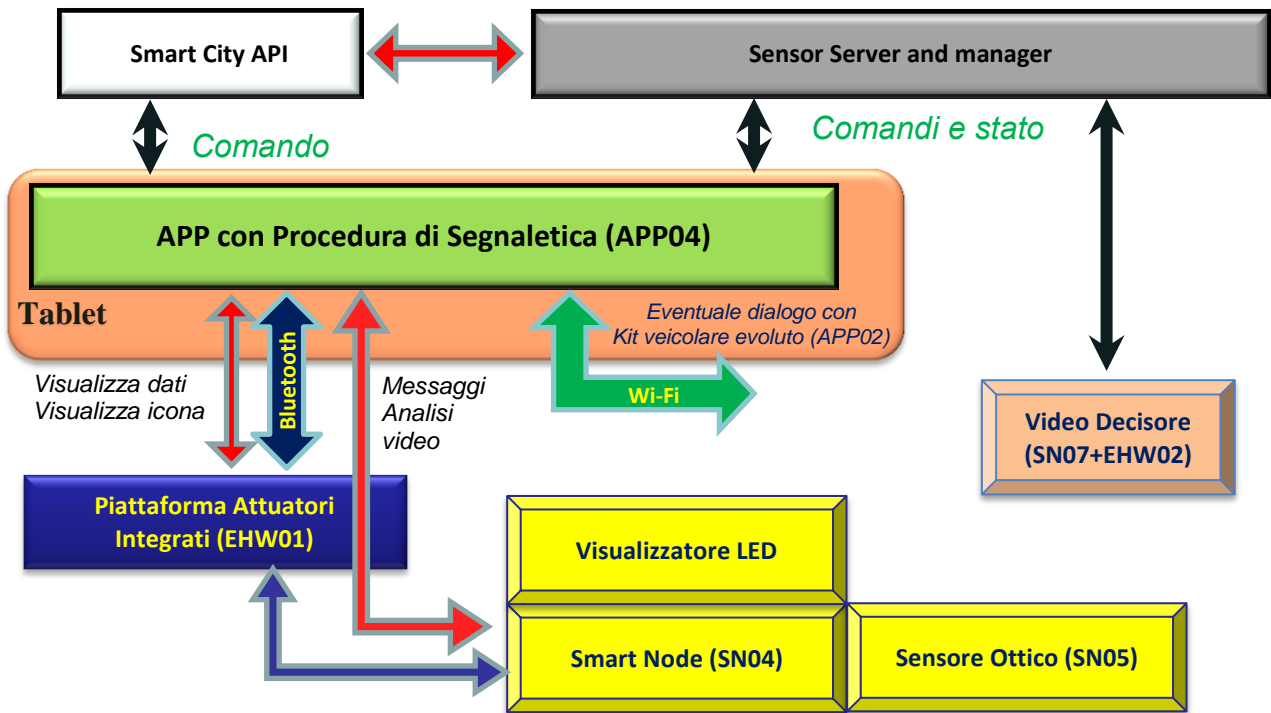 Smart City API
Sensor Server and manager
Comando
Comandi e stato
APP con Procedura di Segnaletica (APP04)
Tablet
Eventuale dialogo con
Kit veicolare evoluto (APP02)
Visualizza dati
Visualizza icona
Bluetooth
Messaggi
Analisi
video
Wi-Fi
Video Decisore
(SN07+EHW02)
Piattaforma Attuatori
Integrati (EHW01)
Visualizzatore LED
Smart Node (SN04)
Sensore Ottico (SN05)